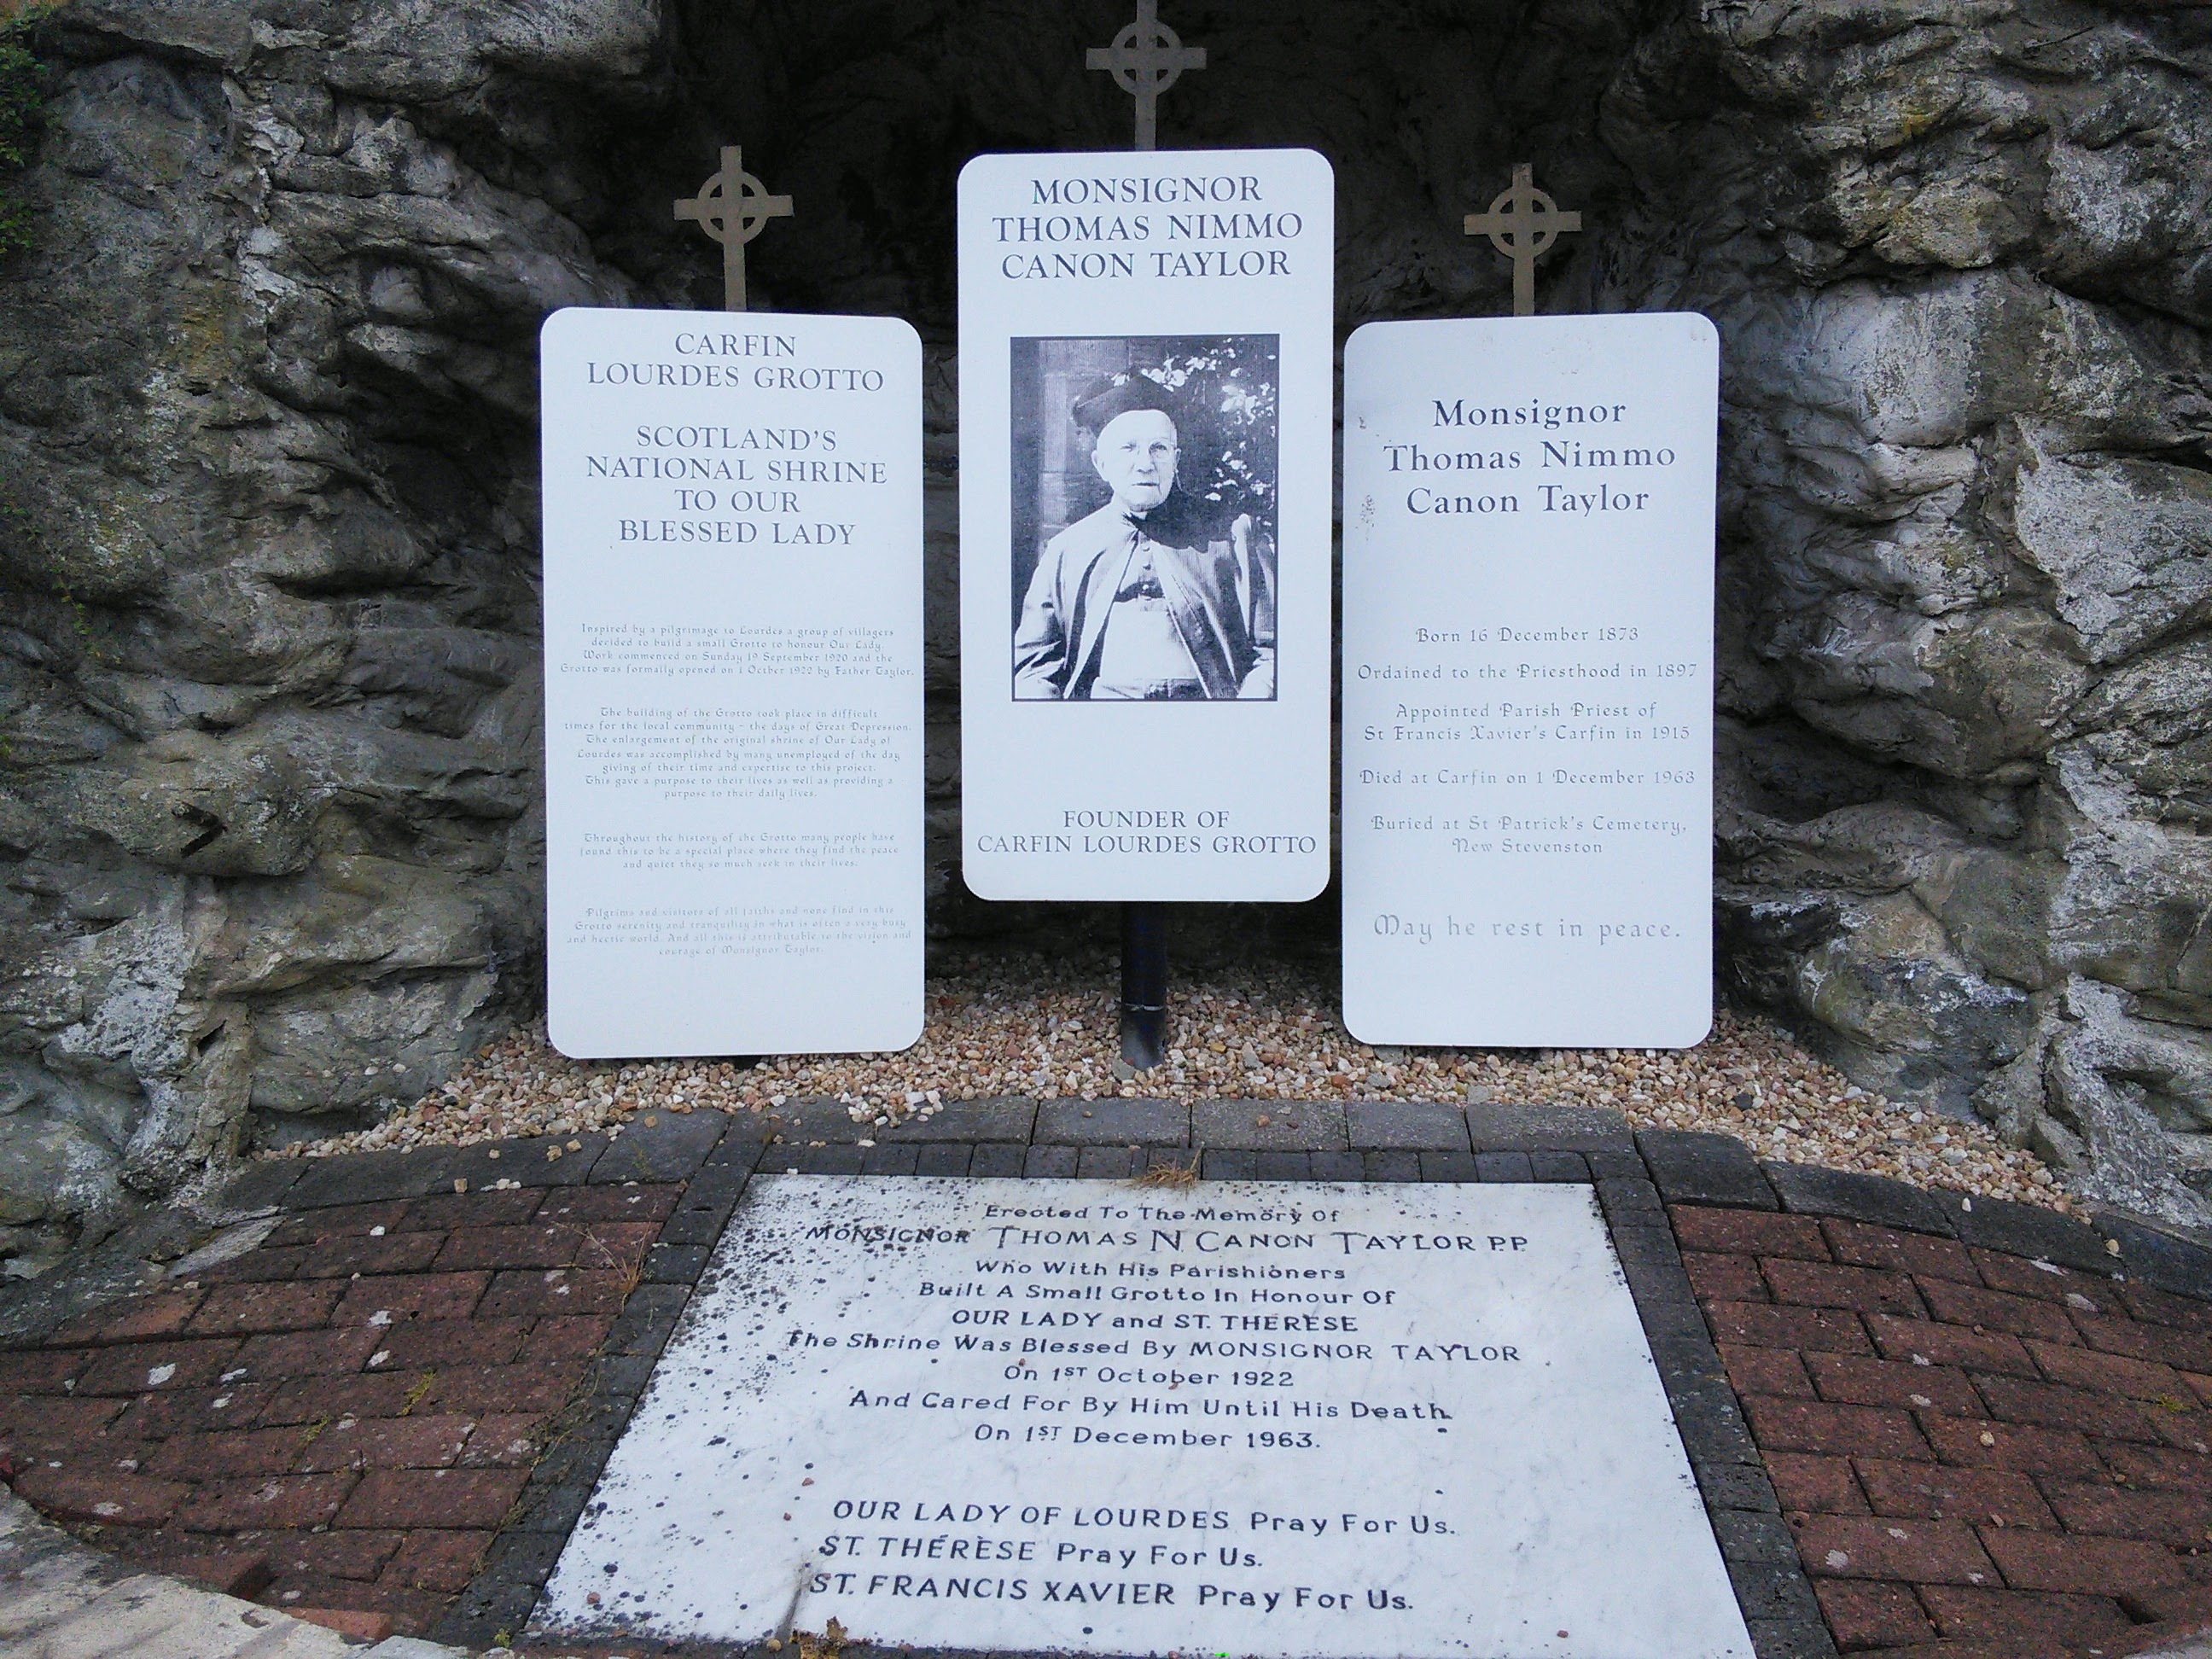 CARFIN
LOURDES GROTTO
SCOTLAND'S
NATIONAL SHRINE
TO OUR
BLESSED LADY
Inspired by a pilgrimage to Lourdes a group of villagers
decided to build a small Grotto to honour Our Lady.
Work commenced on Sunday 19 September 1920 and the
Grotto was formally opened on 1 Octber 1922 by Father Taylor.
The building of the Grotto took place in difficult
times for the local community - the days of Great Depression.
The enlargement of the original shrine of Our Lady of
Lourdes was accomplished by many unemployed of the day
giving of their time and expertise to this project.
This gave a purpose to their lives as well as providing a
purpose to their daily lives.
Throughout the history of the Grotto many people have
found this to be a special place where they find the peace
and quiet they so much seek in their lives.
Pilgrims and visitors of all faiths and none find in this
Grotto serenity and tranquility in what is often a very busy
and hectic world. And all this is attributable to the vision and
courage of Monsignor Taylor.
MONSIGNOR
THOMAS NIMMO
CANON TAYLOR
FOUNDER OF
CARFIN LOURDES GROTTO
Monsignor
Thomas Nimmo
Canon Taylor
Born 16 December 1873
Ordained to the Priesthood in 1897
Appointed Parish Priest of
St Francis Xavier's Carfin in 1915
Died at Carfin on 1 December 1963
Buried at St Patrick's Cemetery,
New Stevenston
May he rest in peace.
Erected To The Memory Of
MONSIGNOR THOMAS N CANON TAYLOR P.P.
Who With His Parishioners
Built A Small Grotto In Honour Of
OUR LADY and ST. THERESE
The Shrine Was Blessed By MONSIGNOR TAYLOR
On 1ST October 1922
And Cared For By Him Until His Death
On 1ST December 1963.
OUR LADY OF LOURDES Pray For Us.
ST. THÉRÈSE Pray For Us.
ST. FRANCIS XAVIER Pray For Us.